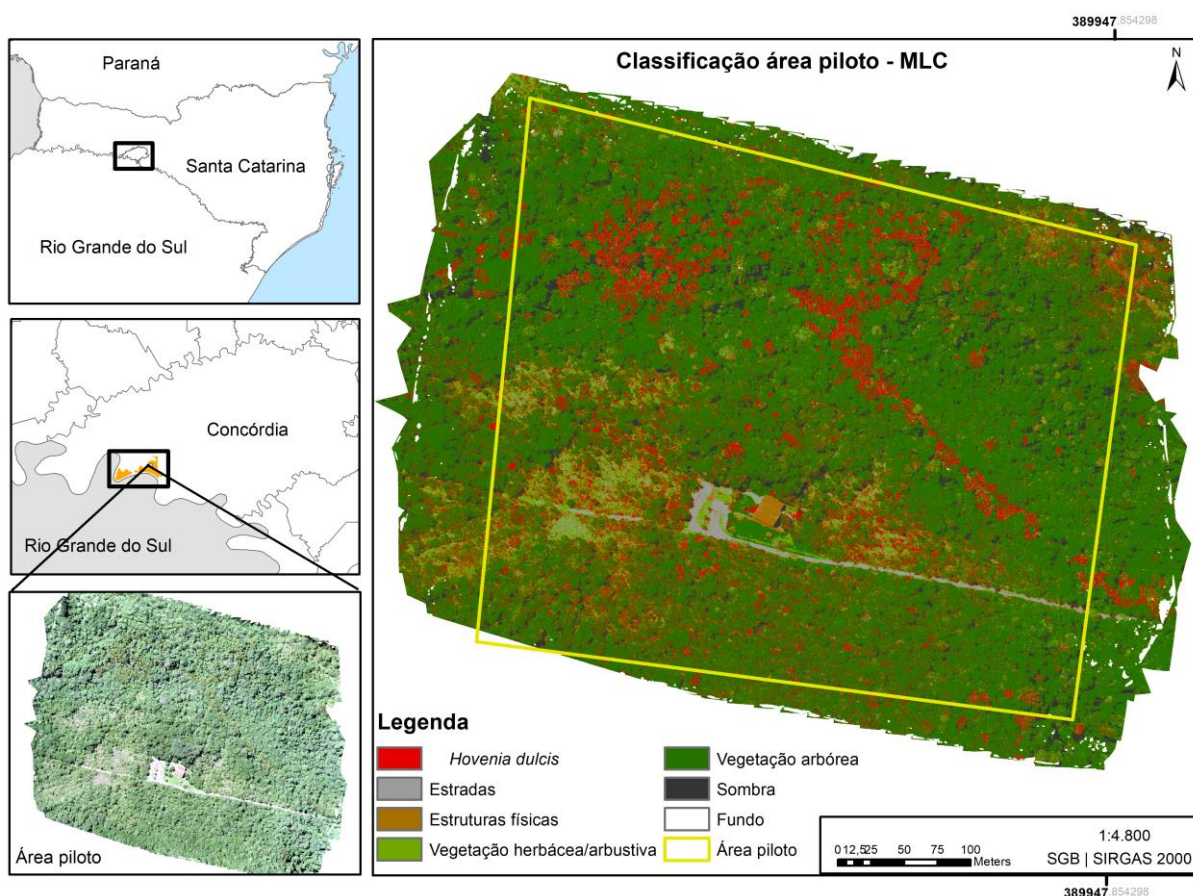 389947,854298
Paraná
Santa Catarina
Rio Grande do Sul
Concórdia
Rio Grande do Sul
Área piloto
Classificação área piloto - MLC
N
Legenda
Hovenia dulcis
Estradas
Estruturas físicas
Vegetação herbácea/arbustiva
Vegetação arbórea
Sombra
Fundo
Área piloto
1:4.800
0 12,525 50 75 100
Meters
SGB | SIRGAS 2000
389947,854298